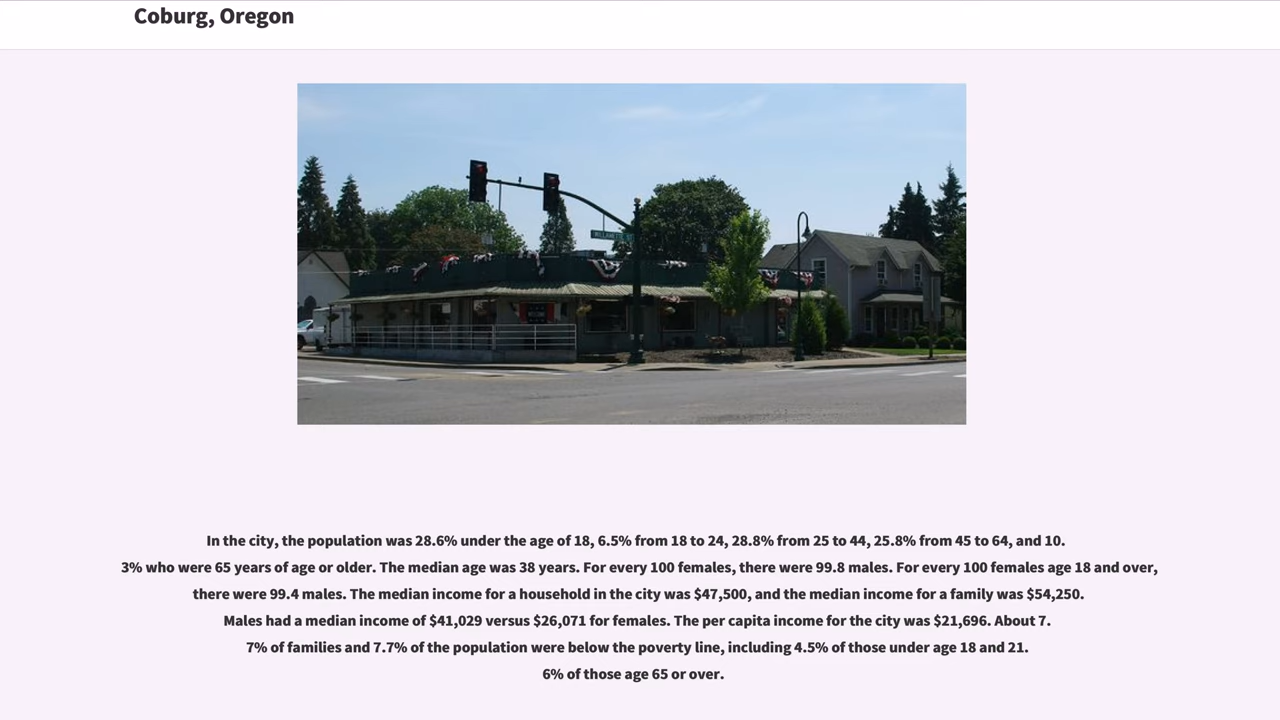 Coburg, Oregon
WILLAMETTE
In the city, the population was 28.6% under the age of 18, 6.5% from 18 to 24, 28.8% from 25 to 44, 25.8% from 45 to 64, and 10.
3% who were 65 years of age or older. The median age was 38 years. For every 100 females, there were 99.8 males. For every 100 females age 18 and over,
there were 99.4 males. The median income for a household in the city was $47,500, and the median income for a family was $54,250.
Males had a median income of $41,029 versus $26,071 for females. The per capita income for the city was $21,696. About 7.
7% of families and 7.7% of the population were below the poverty line, including 4.5% of those under age 18 and 21.
6% of those age 65 or over.